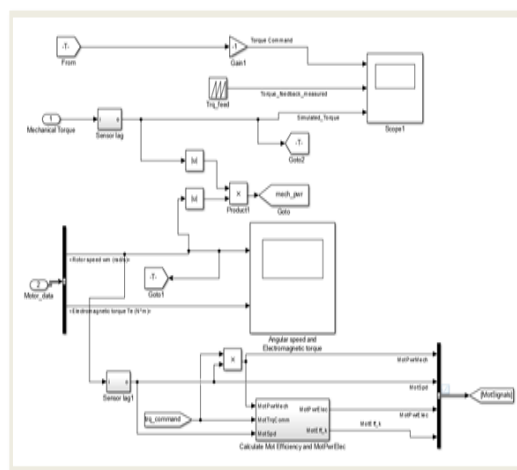 -T-
From
-1
Gain1
Torque Command
Trq_feed
Torque_feedback_measured
Scope1
1
Mechanical Torque
Sensor lag
Simulated_Torque
-T-
Goto2
|u|
|u|
×
Product1
mech_pwr
Goto
2
Motor_data
<Rotor speed wm (rad/s)>
-T-
Goto1
<Electromagnetic torque Te (N*m)>
Angular speed and
Electromagnetic torque
×
MotPwrMech
Sensor lag1
MotSpd
trq_command
MotPwrMech
MotTrqComm
MotSpd
MotPwrElec
MotEff_k
MotPwrElec
MotEff_k
Calculate Mot Efficiency and MotPwrElec
[MotSignals]